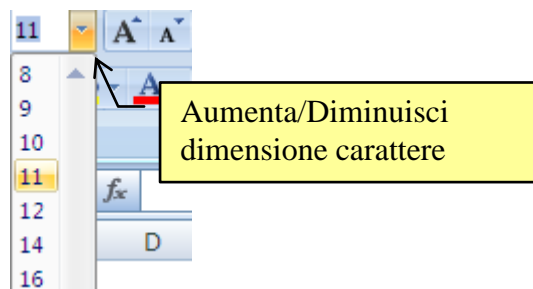 11 A A
8
9
A
10
11
12
14
16
Aumenta/Diminuisci
dimensione carattere
fx
D